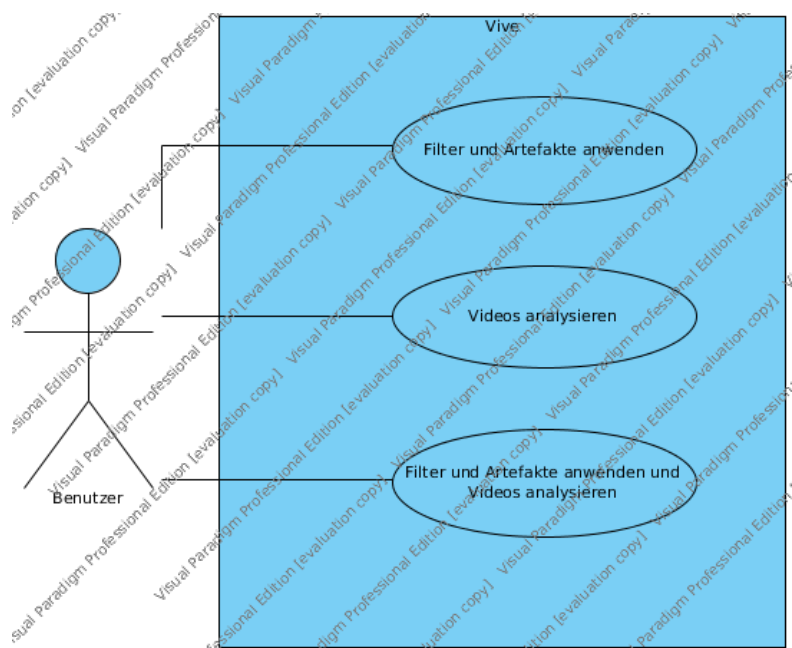 Vive
Filter und Artefakte anwenden
Videos analysieren
Filter und Artefakte anwenden und
Videos analysieren
Benutzer
Visual Paradigm Professional Edition [evaluation copy]